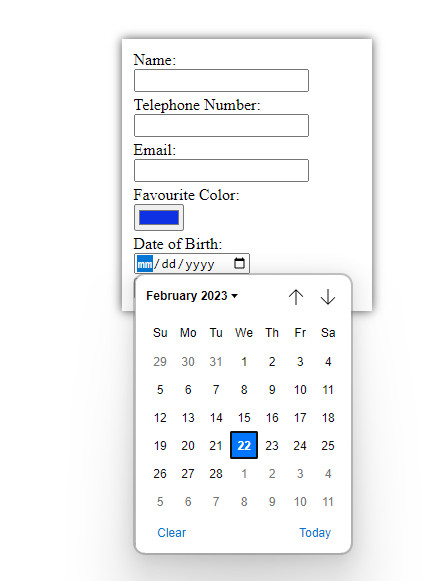 Name:
Telephone Number:
Email:
Favourite Color:
Date of Birth:
mm/dd/yyyy
February 2023
Su Mo Tu We Th Fr Sa
29 30 31 1 2 3 4
5 6 7 8 9 10 11
12 13 14 15 16 17 18
19 20 21 22 23 24 25
26 27 28 1 2 3 4
5 6 7 8 9 10 11
Clear Today